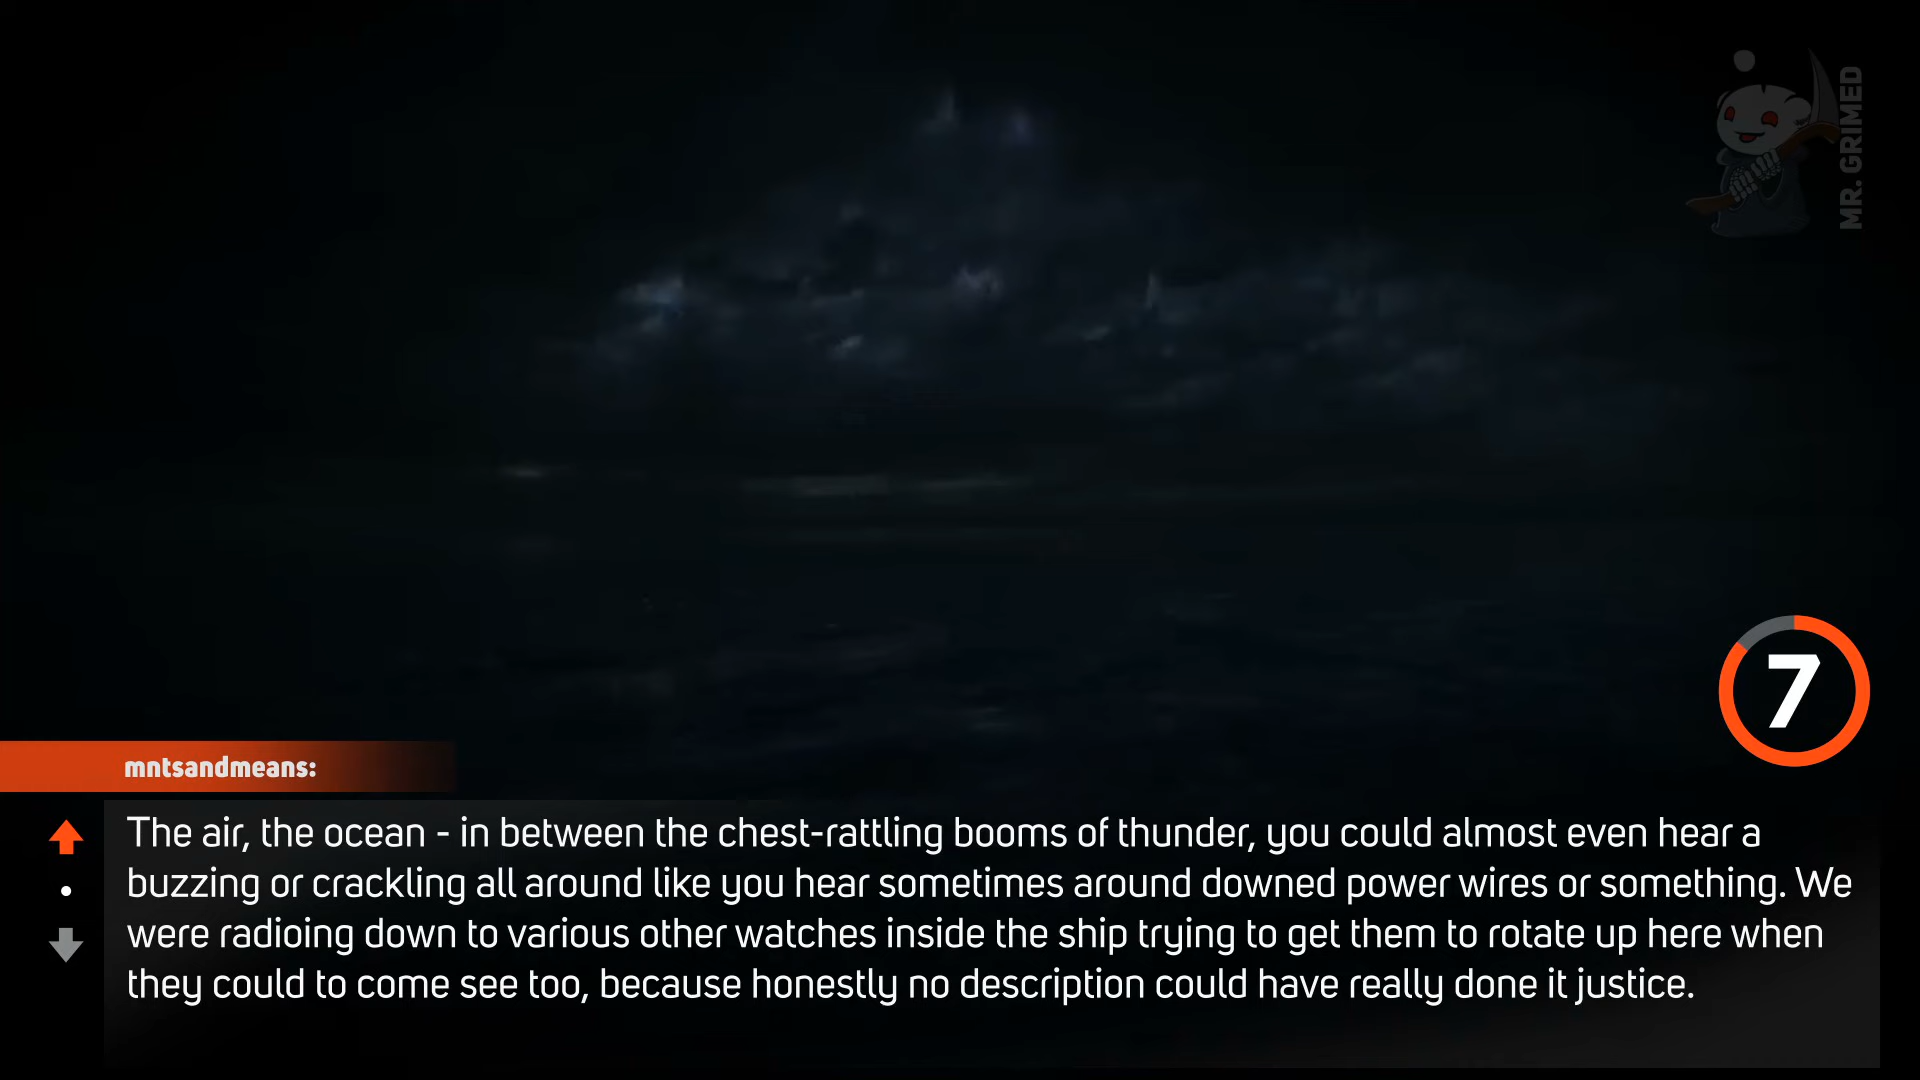 MR. GRIMED
7
mntsandmeans:
The air, the ocean - in between the chest-rattling booms of thunder, you could almost even hear a
buzzing or crackling all around like you hear sometimes around downed power wires or something. We
were radioing down to various other watches inside the ship trying to get them to rotate up here when
they could to come see too, because honestly no description could have really done it justice.